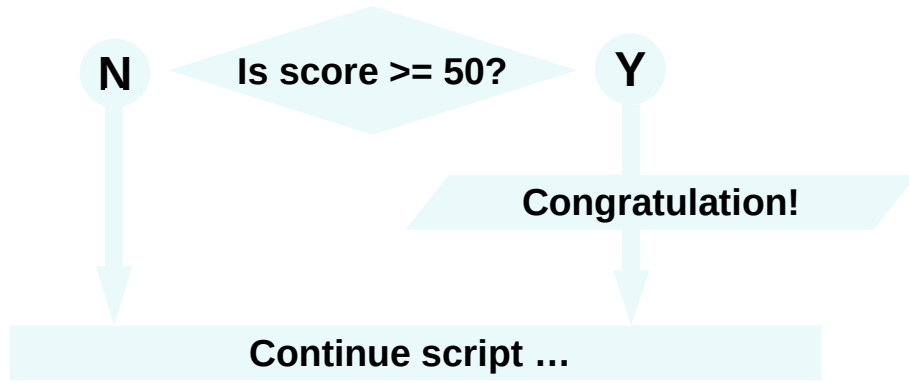 N
Is score >= 50?
Y
Congratulation!
Continue script …